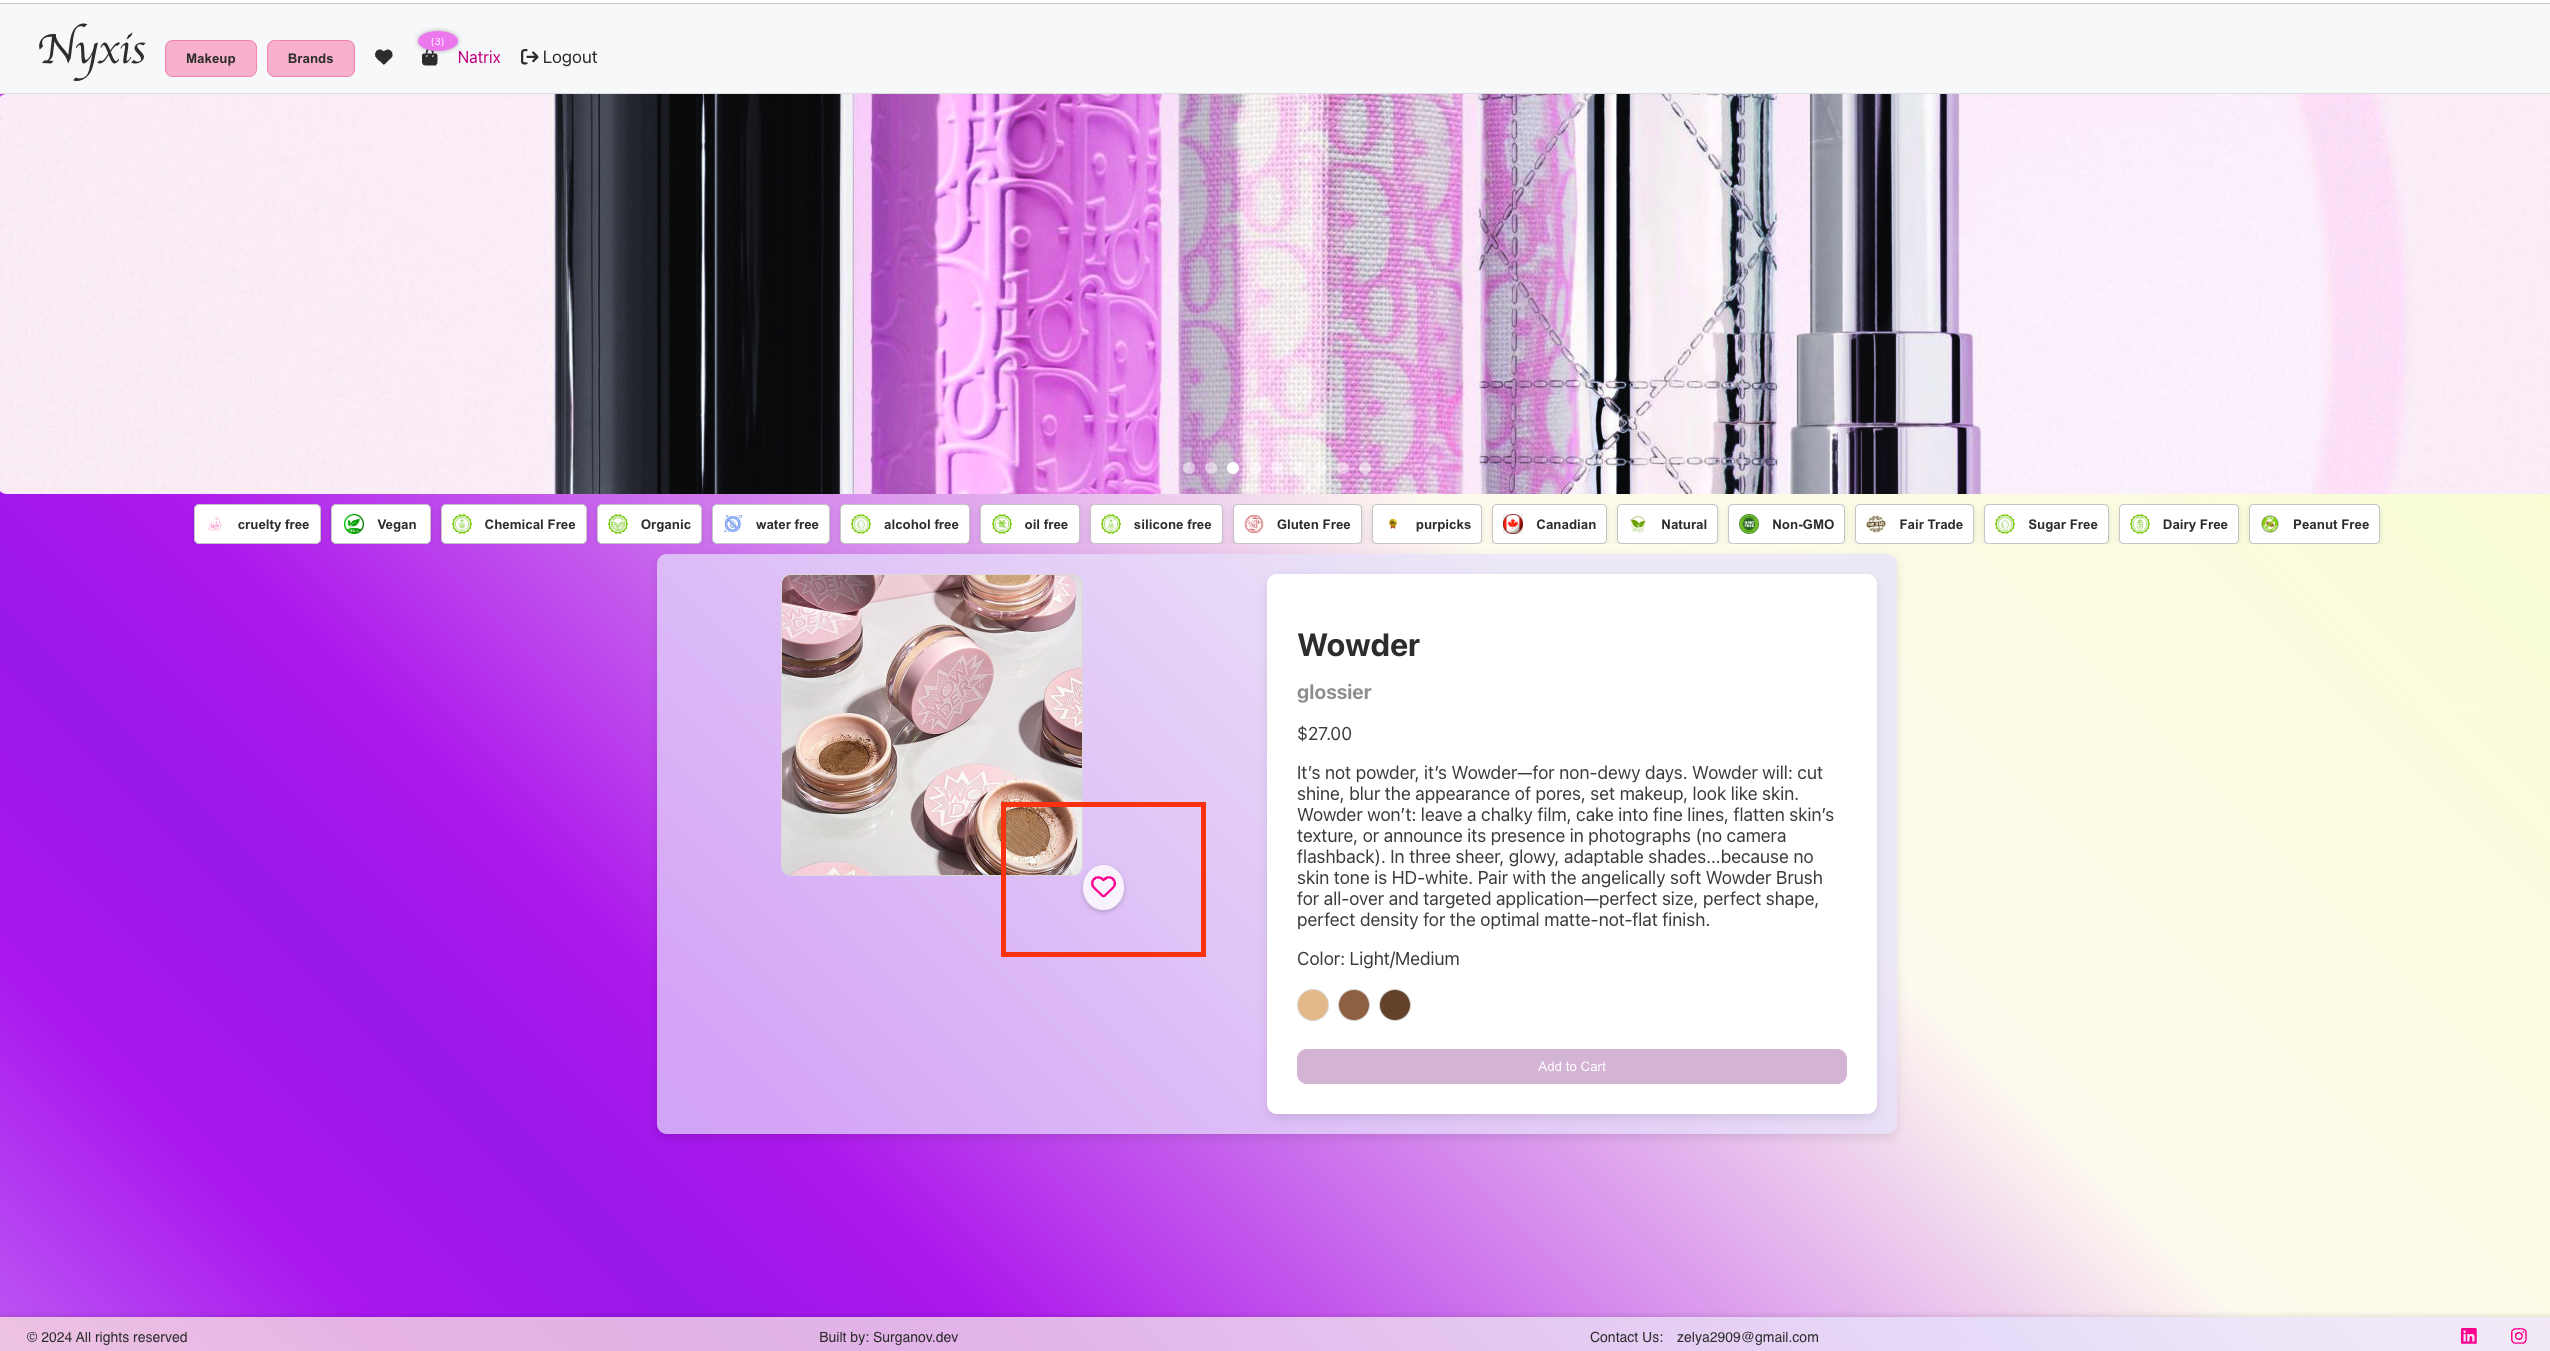 Nyxis
Makeup
Brands
(3)
Natrix
Logout
cruelty free
Vegan
Chemical Free
Organic
water free
alcohol free
oil free
silicone free
Gluten Free
purpicks
Canadian
Natural
Non-GMO
Fair Trade
Sugar Free
Dairy Free
Peanut Free
WOWDER
Wowder
glossier
$27.00
It’s not powder, it’s Wowder—for non-dewy days. Wowder will: cut
shine, blur the appearance of pores, set makeup, look like skin.
Wowder won’t: leave a chalky film, cake into fine lines, flatten skin’s
texture, or announce its presence in photographs (no camera
flashback). In three sheer, glowy, adaptable shades...because no
skin tone is HD-white. Pair with the angelically soft Wowder Brush
for all-over and targeted application—perfect size, perfect shape,
perfect density for the optimal matte-not-flat finish.
Color: Light/Medium
Add to Cart
© 2024 All rights reserved
Built by: Surganov.dev
Contact Us: zelya2909@gmail.com